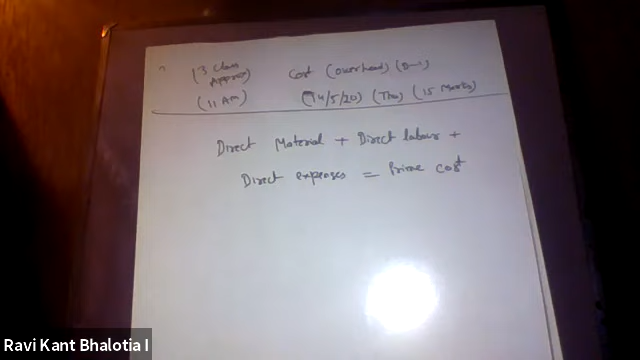 (3 Class Approx) Cost (overhead) (D-1)
(11 AM) (14/5/20) (Thu) (15 Marks)
Direct Material + Direct labour +
Direct expenses = Prime cost
Ravi Kant Bhalotia I